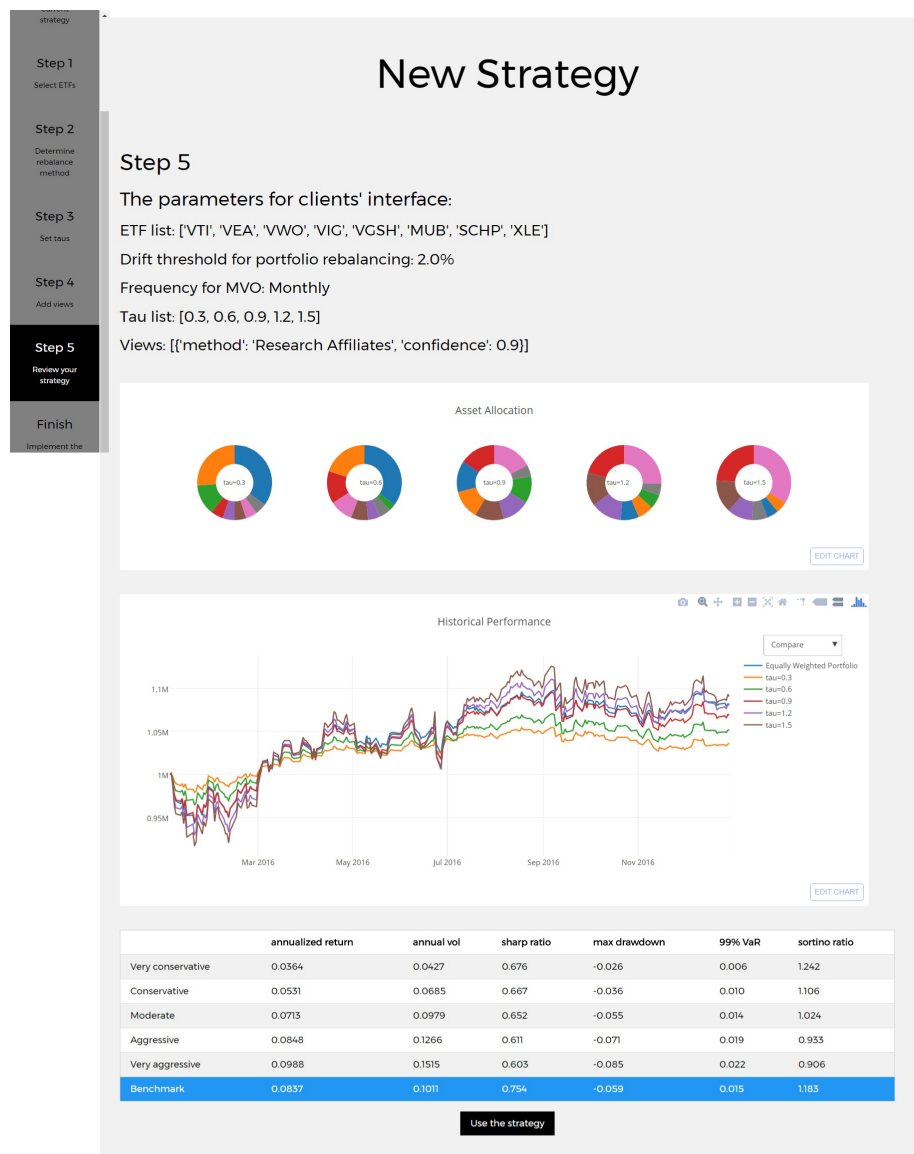 strategy
Step 1
Select ETFs
Step 2
Determine
rebalance
method
Step 3
Set taus
Step 4
Add views
Step 5
Review your
strategy
Finish
Implement the
New Strategy
Step 5
The parameters for clients' interface:
ETF list: ['VTI', 'VEA', 'VWO', 'VIG', 'VGSH', 'MUB', 'SCHP', 'XLE']
Drift threshold for portfolio rebalancing: 2.0%
Frequency for MVO: Monthly
Tau list: [0.3, 0.6, 0.9, 1.2, 1.5]
Views: [{'method': 'Research Affiliates', 'confidence': 0.9}]
Asset Allocation
tau=0.3 tau=0.6 tau=0.9 tau=1.2 tau=1.5
EDIT CHART
Historical Performance
Compare
Equally Weighted Portfolio
tau=0.3
tau=0.6
tau=0.9
tau=1.2
tau=1.5
1.1M
1.05M
1M
0.95M
Mar 2016 May 2016 Jul 2016 Sep 2016 Nov 2016
EDIT CHART
annualized return annual vol sharp ratio max drawdown 99% VaR sortino ratio
Very conservative 0.0364 0.0427 0.676 -0.026 0.006 1.242
Conservative 0.0531 0.0685 0.667 -0.036 0.010 1.106
Moderate 0.0713 0.0979 0.652 -0.055 0.014 1.024
Aggressive 0.0848 0.1266 0.611 -0.071 0.019 0.933
Very aggressive 0.0988 0.1515 0.603 -0.085 0.022 0.906
Benchmark 0.0837 0.1011 0.754 -0.059 0.015 1.183
Use the strategy